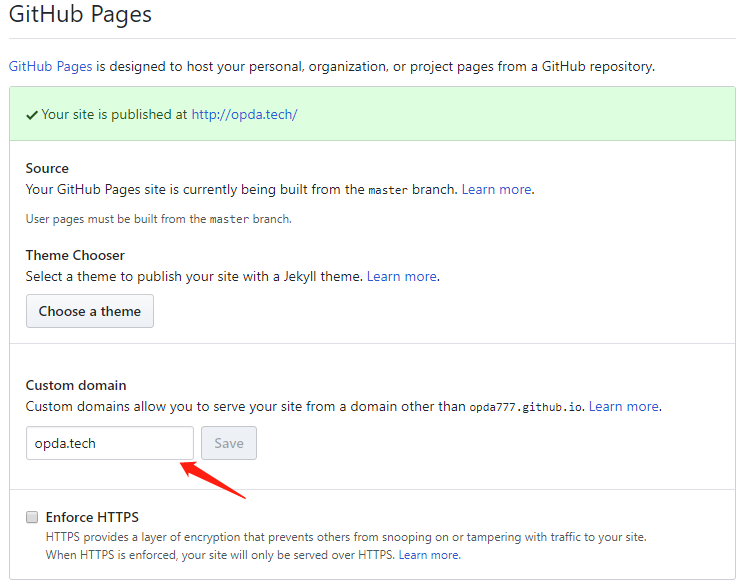 GitHub Pages
GitHub Pages is designed to host your personal, organization, or project pages from a GitHub repository.
Your site is published at http://opda.tech/
Source
Your GitHub Pages site is currently being built from the master branch. Learn more.
User pages must be built from the master branch.
Theme Chooser
Select a theme to publish your site with a Jekyll theme. Learn more.
Choose a theme
Custom domain
Custom domains allow you to serve your site from a domain other than opda777.github.io. Learn more.
opda.tech Save
Enforce HTTPS
HTTPS provides a layer of encryption that prevents others from snooping on or tampering with traffic to your site.
When HTTPS is enforced, your site will only be served over HTTPS. Learn more.